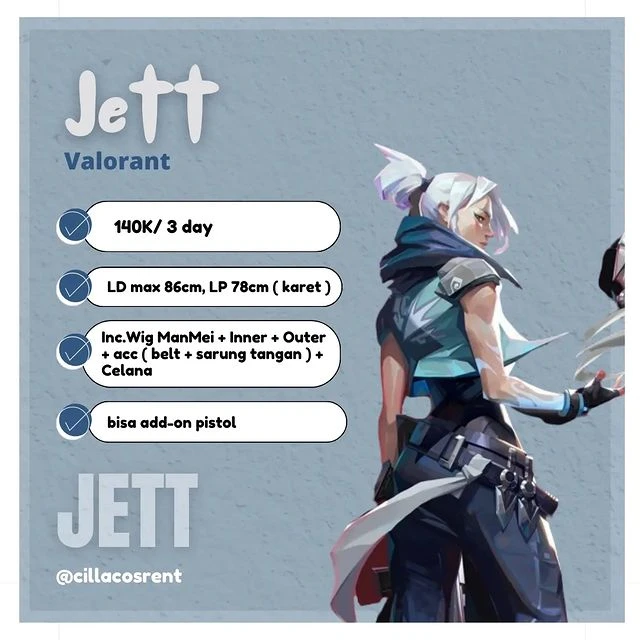 Jett
Valorant
140K/ 3 day
LD max 86cm, LP 78cm ( karet )
Inc.Wig ManMei + Inner + Outer
+ acc ( belt + sarung tangan ) +
Celana
bisa add-on pistol
JETT
@cillacosrent